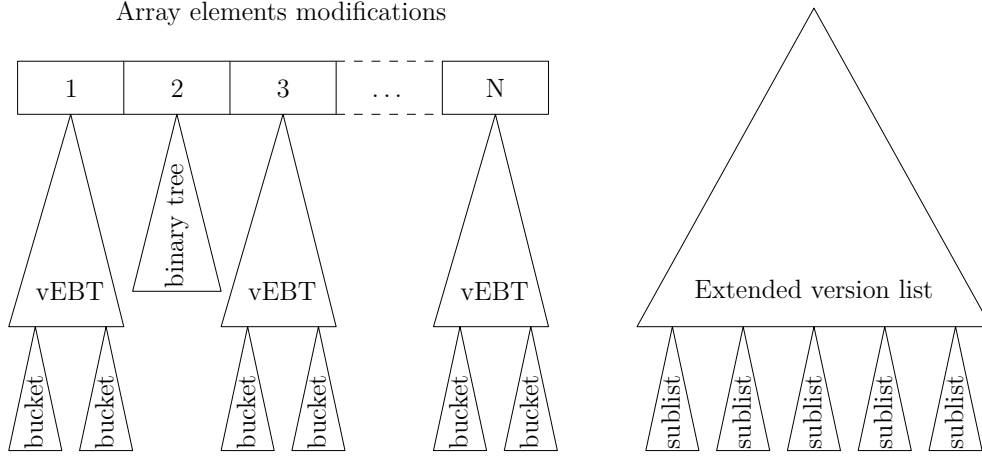 Array elements modifications
1 2 3 ... N
binary tree
vEBT vEBT vEBT Extended version list
bucket bucket bucket bucket bucket bucket sublist sublist sublist sublist sublist